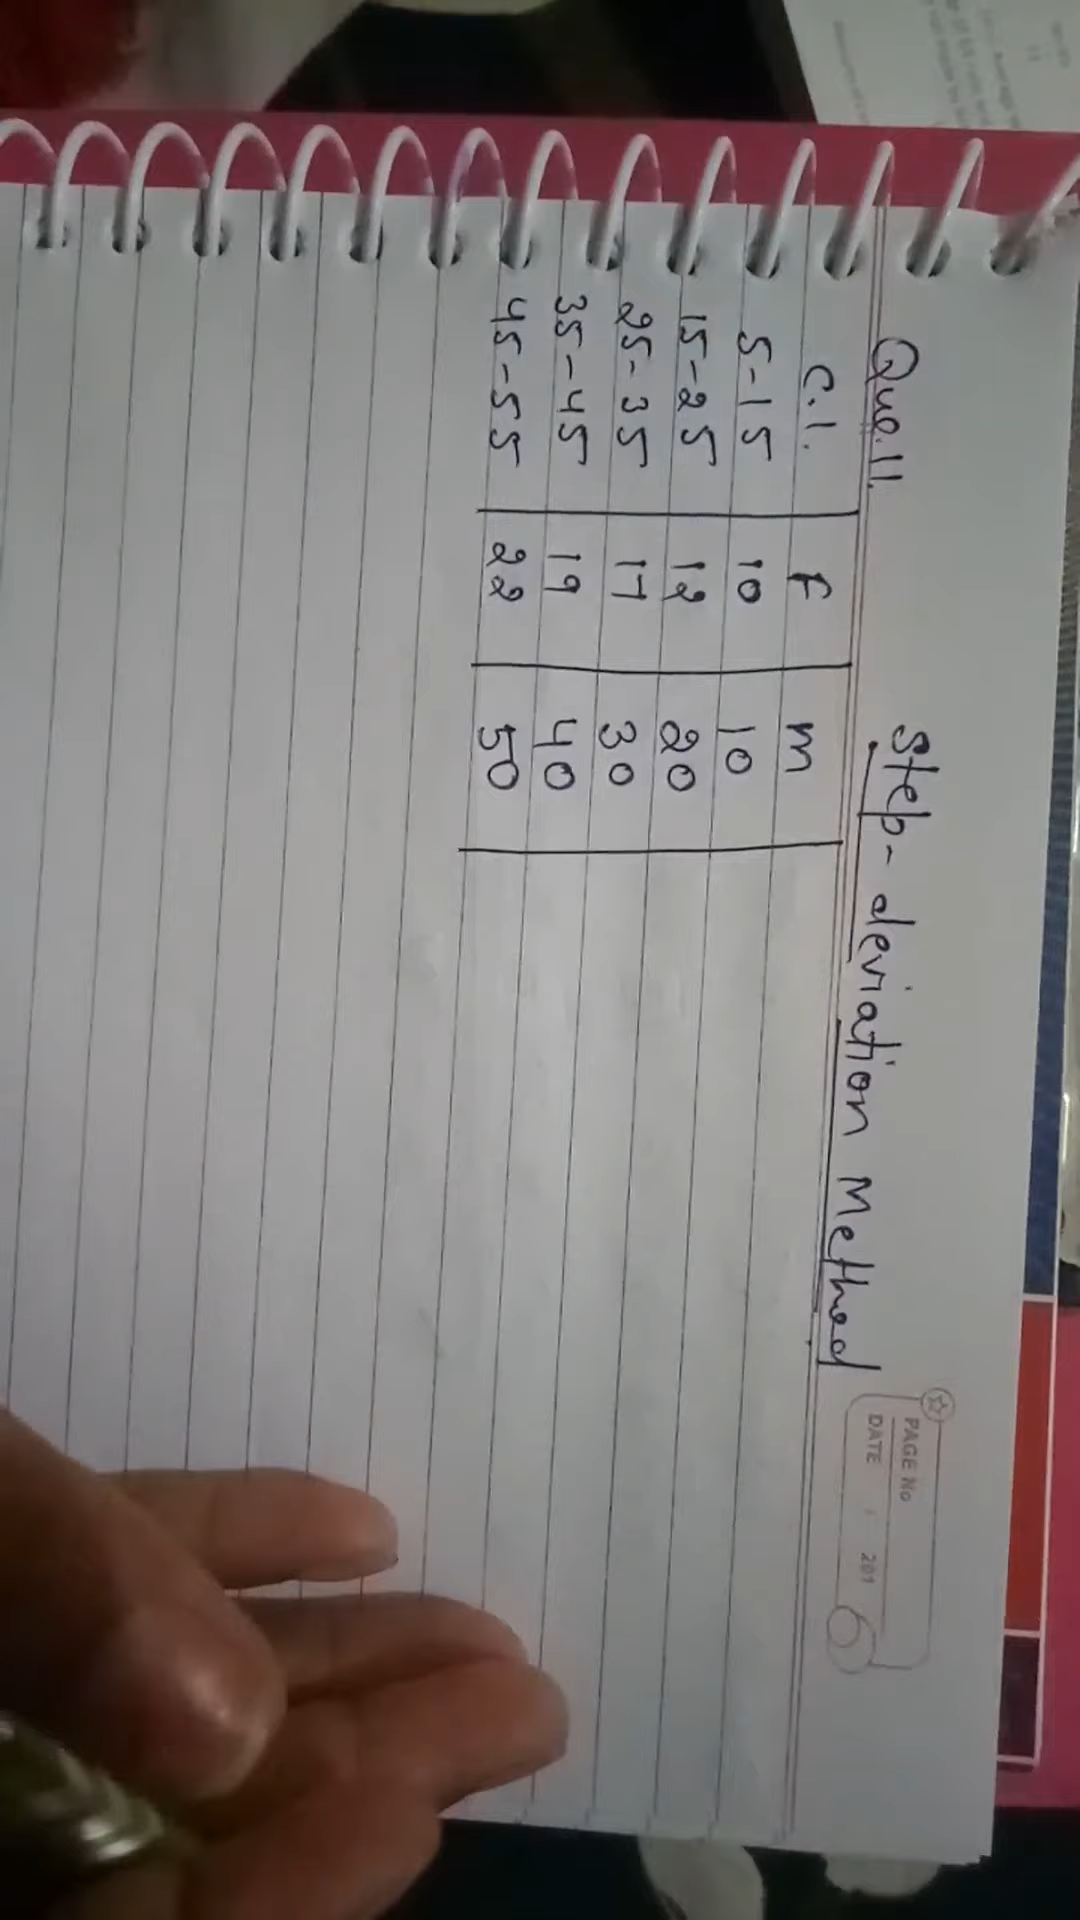 Que.11. Step-deviation Method
PAGE No
DATE 201
6
C.I. f m
5-15 10 10
15-25 12 20
25-35 17 30
35-45 19 40
45-55 22 50